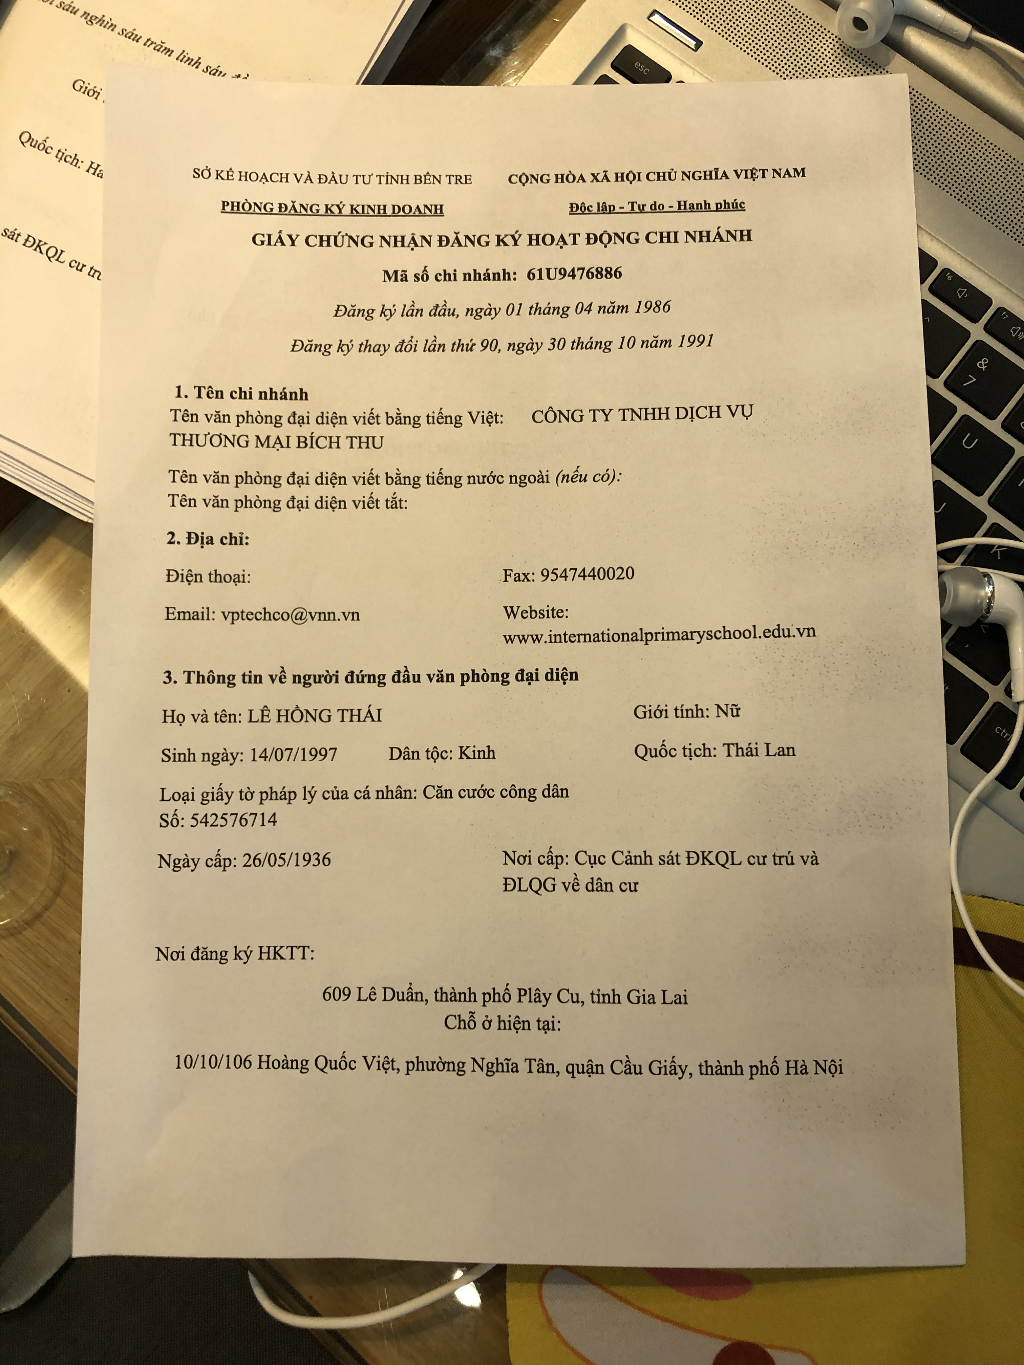 sáu nghìn sáu trăm linh sáu
Giới
Quốc tịch: Ha
sát ĐKQL cư trú
SỞ KẾ HOẠCH VÀ ĐẦU TƯ TỈNH BẾN TRE
CỘNG HÒA XÃ HỘI CHỦ NGHĨA VIỆT NAM
PHÒNG ĐĂNG KÝ KINH DOANH
Độc lập - Tự do - Hạnh phúc
GIẤY CHỨNG NHẬN ĐĂNG KÝ HOẠT ĐỘNG CHI NHÁNH
Mã số chi nhánh: 61U9476886
Đăng ký lần đầu, ngày 01 tháng 04 năm 1986
Đăng ký thay đổi lần thứ 90, ngày 30 tháng 10 năm 1991
1. Tên chi nhánh
Tên văn phòng đại diện viết bằng tiếng Việt: CÔNG TY TNHH DỊCH VỤ
THƯƠNG MẠI BÍCH THU
Tên văn phòng đại diện viết bằng tiếng nước ngoài (nếu có):
Tên văn phòng đại diện viết tắt:
2. Địa chỉ:
Điện thoại:
Fax: 9547440020
Email: vptechco@vnn.vn
Website:
www.internationalprimaryschool.edu.vn
3. Thông tin về người đứng đầu văn phòng đại diện
Họ và tên: LÊ HỒNG THÁI
Giới tính: Nữ
Sinh ngày: 14/07/1997 Dân tộc: Kinh
Quốc tịch: Thái Lan
Loại giấy tờ pháp lý của cá nhân: Căn cước công dân
Số: 542576714
Ngày cấp: 26/05/1936
Nơi cấp: Cục Cảnh sát ĐKQL cư trú và
ĐLQG về dân cư
Nơi đăng ký HKTT:
609 Lê Duẩn, thành phố Plây Cu, tỉnh Gia Lai
Chỗ ở hiện tại:
10/10/106 Hoàng Quốc Việt, phường Nghĩa Tân, quận Cầu Giấy, thành phố Hà Nội
esc
&
7
U
J
K
ctrl